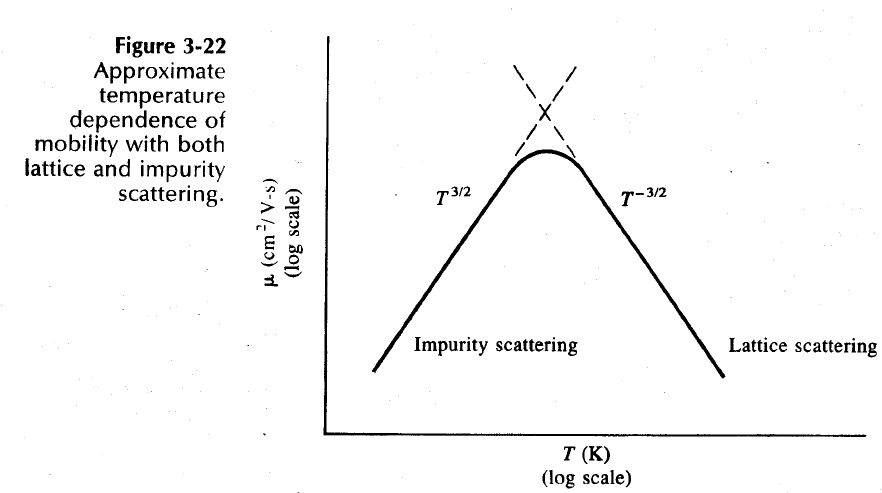 Figure 3-22
Approximate
temperature
dependence of
mobility with both
lattice and impurity
scattering.
μ (cm²/V-s)
(log scale)
T^3/2
T^−3/2
Impurity scattering
Lattice scattering
T (K)
(log scale)